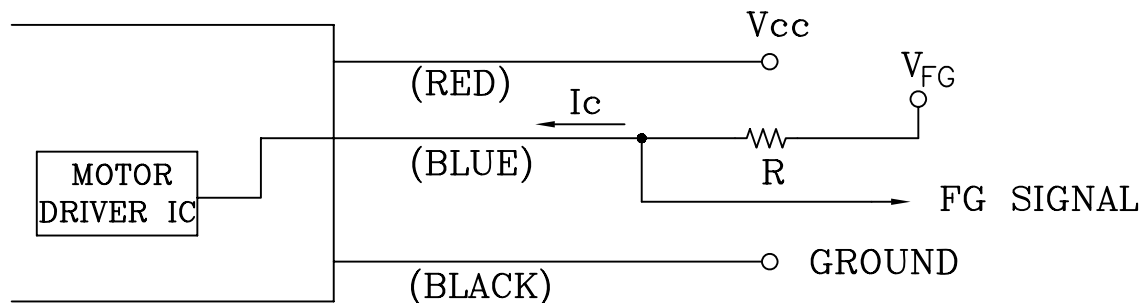 Vcc
(RED)
VFG
Ic
(BLUE)
R
MOTOR
DRIVER IC
FG SIGNAL
GROUND
(BLACK)